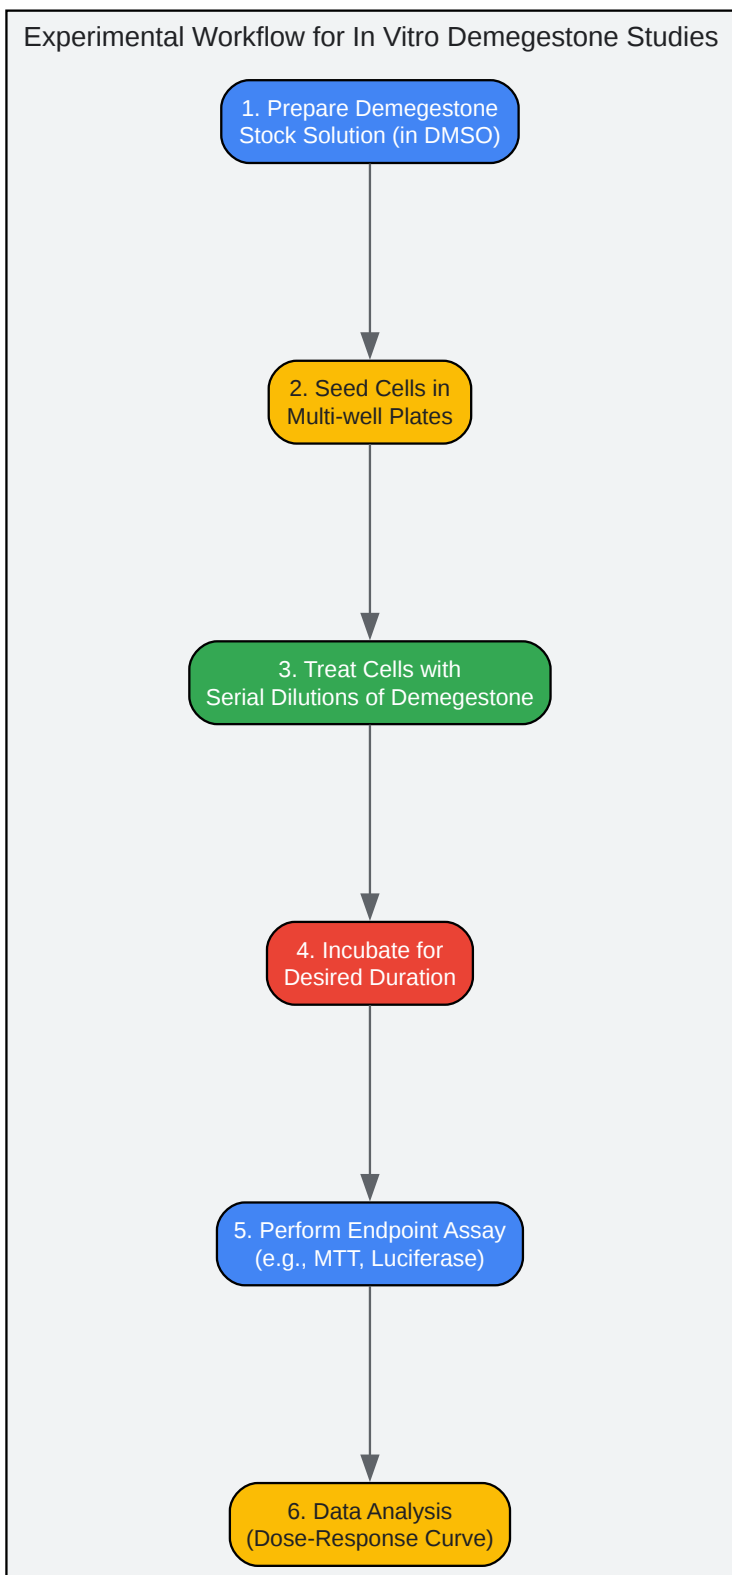 Experimental Workflow for In Vitro Demegestone Studies
1. Prepare Demegestone
Stock Solution (in DMSO)
2. Seed Cells in
Multi-well Plates
3. Treat Cells with
Serial Dilutions of Demegestone
4. Incubate for
Desired Duration
5. Perform Endpoint Assay
(e.g., MTT, Luciferase)
6. Data Analysis
(Dose-Response Curve)